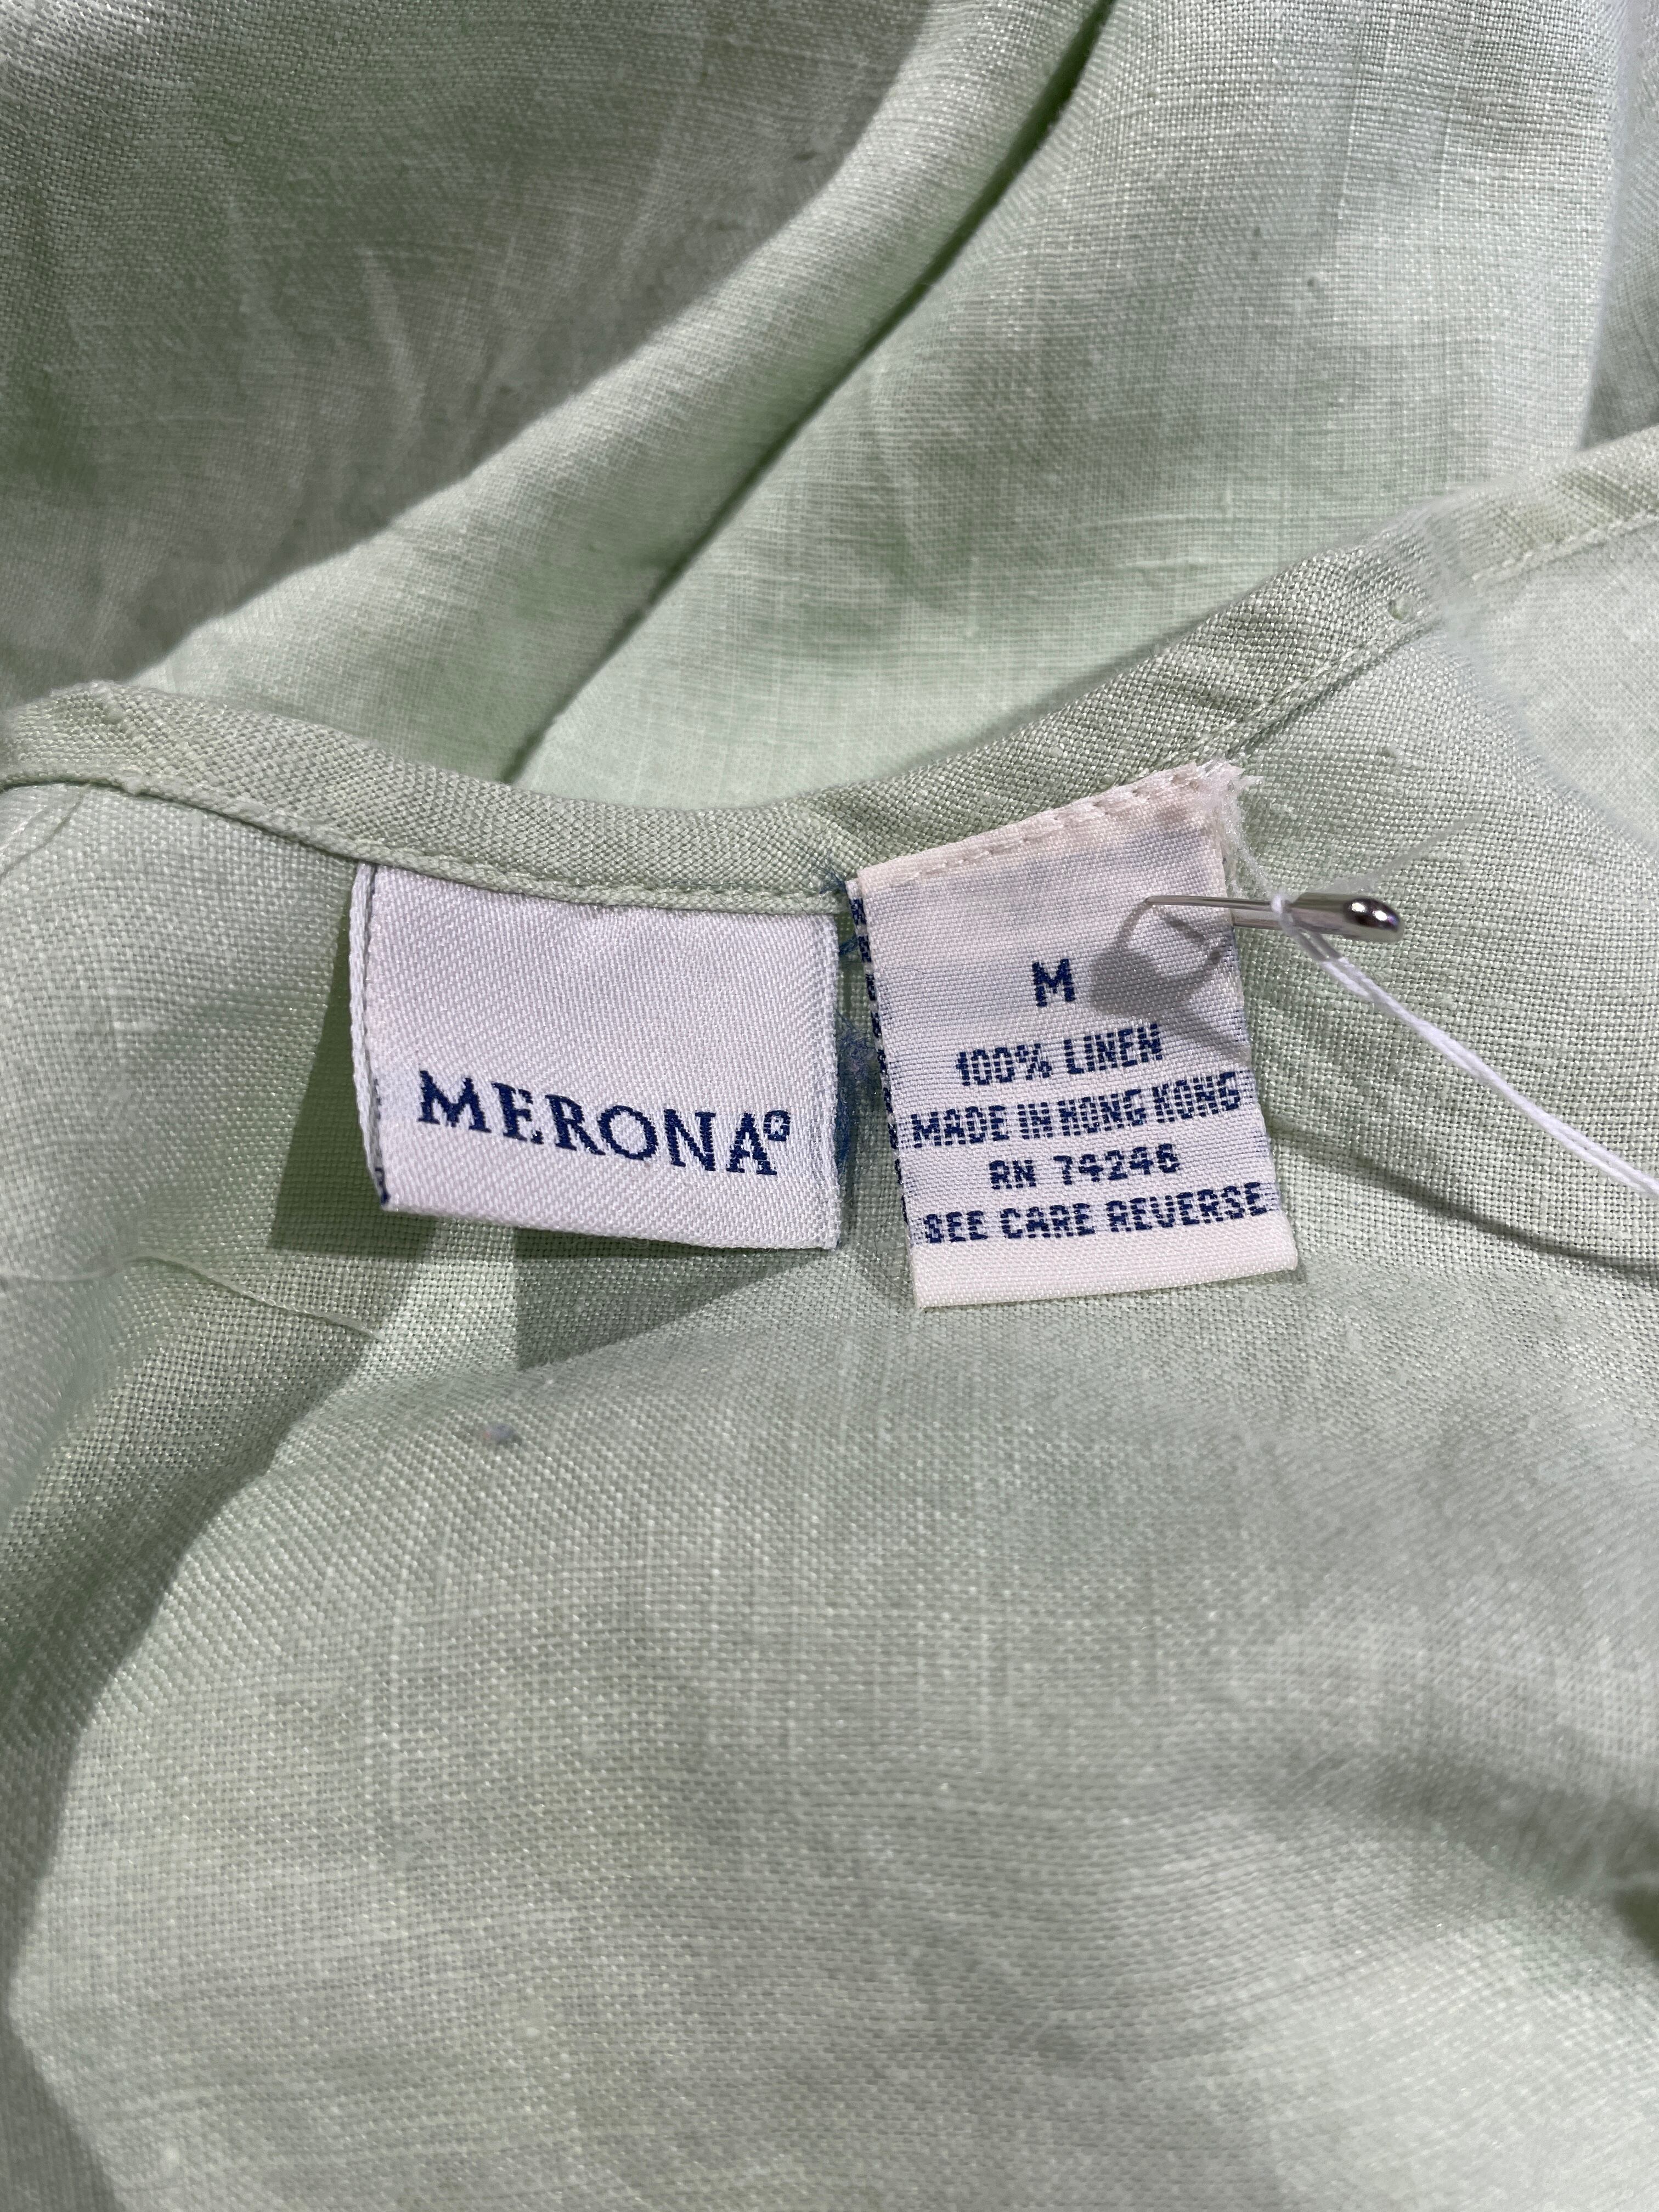 MERONA®
M
100% LINEN
MADE IN HONG KONG
RN 74246
SEE CARE REVERSE